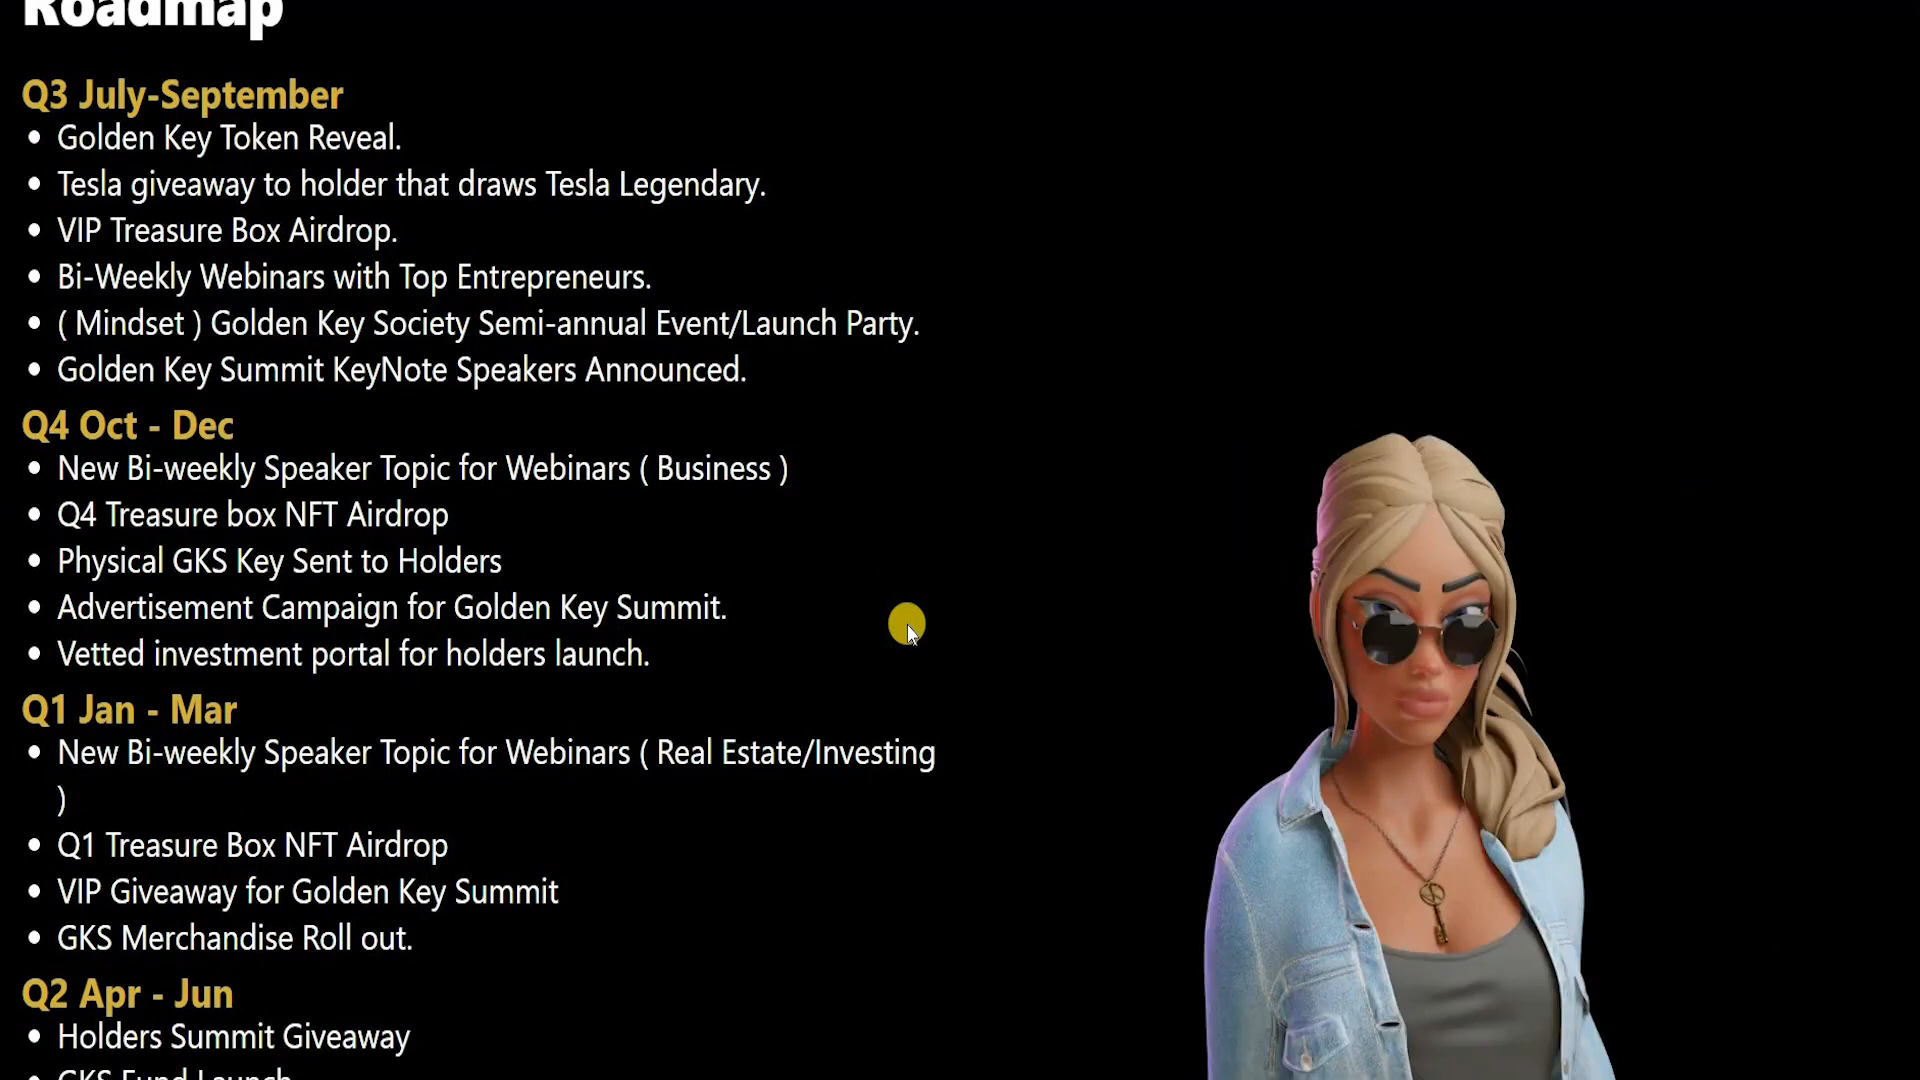 Roadmap
Q3 July-September
• Golden Key Token Reveal.
• Tesla giveaway to holder that draws Tesla Legendary.
• VIP Treasure Box Airdrop.
• Bi-Weekly Webinars with Top Entrepreneurs.
• ( Mindset ) Golden Key Society Semi-annual Event/Launch Party.
• Golden Key Summit KeyNote Speakers Announced.
Q4 Oct - Dec
• New Bi-weekly Speaker Topic for Webinars ( Business )
• Q4 Treasure box NFT Airdrop
• Physical GKS Key Sent to Holders
• Advertisement Campaign for Golden Key Summit.
• Vetted investment portal for holders launch.
Q1 Jan - Mar
• New Bi-weekly Speaker Topic for Webinars ( Real Estate/Investing
)
• Q1 Treasure Box NFT Airdrop
• VIP Giveaway for Golden Key Summit
• GKS Merchandise Roll out.
Q2 Apr - Jun
• Holders Summit Giveaway
• GKS Fund Launch